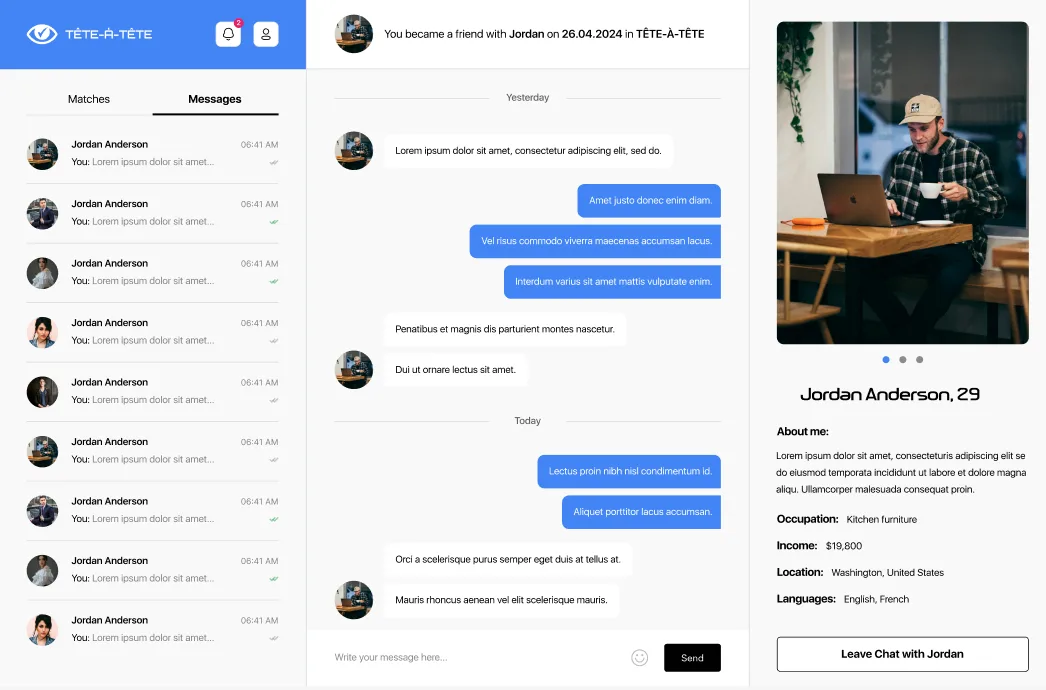 TÊTE-À-TÊTE
2
Matches
Messages
Jordan Anderson 06:41 AM
You: Lorem ipsum dolor sit amet...
Jordan Anderson 06:41 AM
You: Lorem ipsum dolor sit amet...
Jordan Anderson 06:41 AM
You: Lorem ipsum dolor sit amet...
Jordan Anderson 06:41 AM
You: Lorem ipsum dolor sit amet...
Jordan Anderson 06:41 AM
You: Lorem ipsum dolor sit amet...
Jordan Anderson 06:41 AM
You: Lorem ipsum dolor sit amet...
Jordan Anderson 06:41 AM
You: Lorem ipsum dolor sit amet...
Jordan Anderson 06:41 AM
You: Lorem ipsum dolor sit amet...
Jordan Anderson 06:41 AM
You: Lorem ipsum dolor sit amet...
You became a friend with Jordan on 26.04.2024 in TÊTE-À-TÊTE
Yesterday
Lorem ipsum dolor sit amet, consectetur adipiscing elit, sed do.
Amet justo donec enim diam.
Vel risus commodo viverra maecenas accumsan lacus.
Interdum varius sit amet mattis vulputate enim.
Penatibus et magnis dis parturient montes nascetur.
Dui ut ornare lectus sit amet.
Today
Lectus proin nibh nisl condimentum id.
Aliquet porttitor lacus accumsan.
Orci a scelerisque purus semper eget duis at tellus at.
Mauris rhoncus aenean vel elit scelerisque mauris.
Write your message here...
Send
Jordan Anderson, 29
About me:
Lorem ipsum dolor sit amet, consecteturis adipiscing elit se
do eiusmod temporata incididunt ut labore et dolore magna
aliqu. Ullamcorper malesuada consequat proin.
Occupation: Kitchen furniture
Income: $19,800
Location: Washington, United States
Languages: English, French
Leave Chat with Jordan